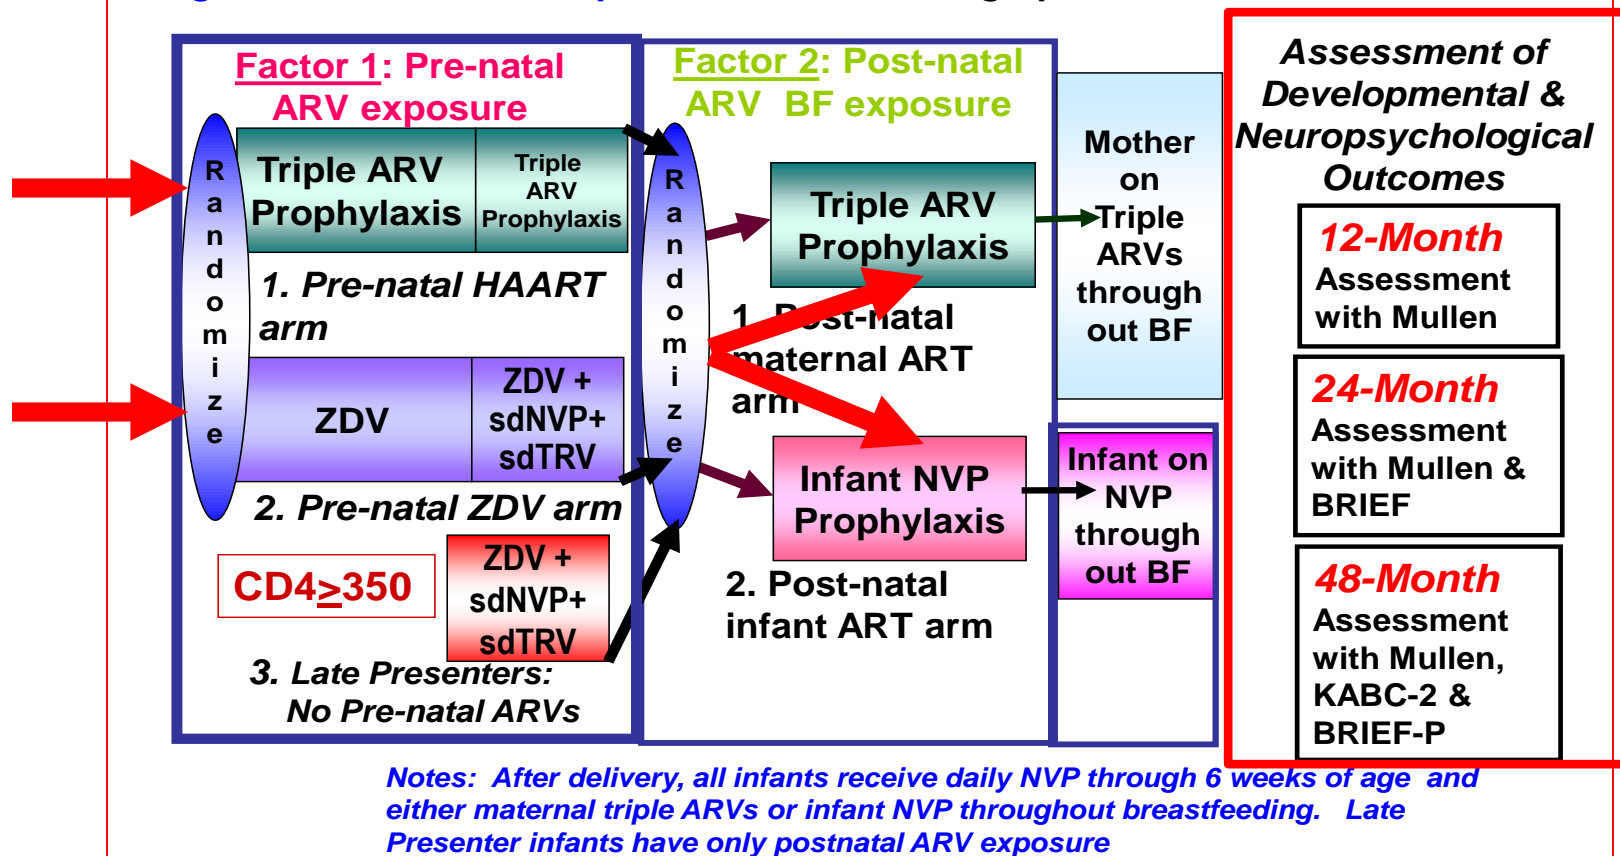 Factor 1: Pre-natal
ARV exposure
Randomize
Triple ARV
Prophylaxis
Triple
ARV
Prophylaxis
1. Pre-natal HAART
arm
ZDV
ZDV +
sdNVP+
sdTRV
2. Pre-natal ZDV arm
CD4≥350
ZDV +
sdNVP+
sdTRV
3. Late Presenters:
No Pre-natal ARVs
Factor 2: Post-natal
ARV BF exposure
Randomize
Triple ARV
Prophylaxis
1. Post-natal
maternal ART
arm
Infant NVP
Prophylaxis
2. Post-natal
infant ART arm
Mother
on
Triple
ARVs
through
out BF
Infant on
NVP
through
out BF
Assessment of
Developmental &
Neuropsychological
Outcomes
12-Month
Assessment
with Mullen
24-Month
Assessment
with Mullen &
BRIEF
48-Month
Assessment
with Mullen,
KABC-2 &
BRIEF-P
Notes: After delivery, all infants receive daily NVP through 6 weeks of age and
either maternal triple ARVs or infant NVP throughout breastfeeding. Late
Presenter infants have only postnatal ARV exposure